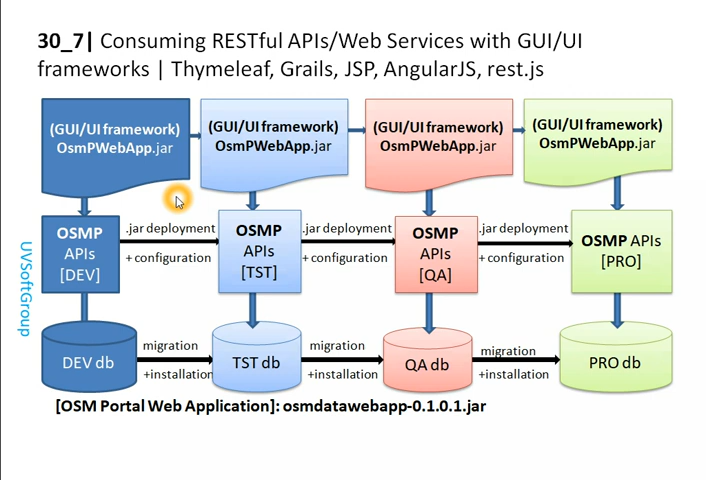 30_7| Consuming RESTful APIs/Web Services with GUI/UI
frameworks | Thymeleaf, Grails, JSP, AngularJS, rest.js
(GUI/UI framework)
OsmPWebApp.jar
(GUI/UI framework)
OsmPWebApp.jar
(GUI/UI framework)
OsmPWebApp.jar
(GUI/UI framework)
OsmPWebApp.jar
OSMP
APIs
[DEV]
.jar deployment
+ configuration
OSMP
APIs
[TST]
.jar deployment
+ configuration
OSMP
APIs
[QA]
.jar deployment
+ configuration
OSMP APIs
[PRO]
UVSoftGroup
DEV db
migration
+installation
TST db
migration
+installation
QA db
migration
+installation
PRO db
[OSM Portal Web Application]: osmdatawebapp-0.1.0.1.jar